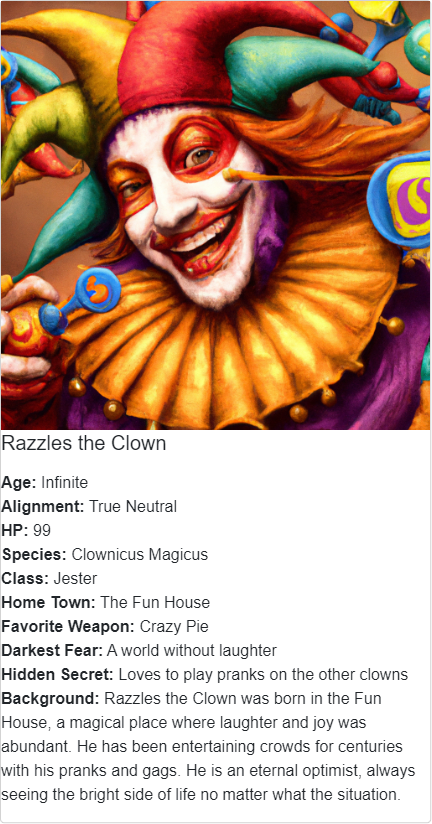 Razzles the Clown
Age: Infinite
Alignment: True Neutral
HP: 99
Species: Clownicus Magicus
Class: Jester
Home Town: The Fun House
Favorite Weapon: Crazy Pie
Darkest Fear: A world without laughter
Hidden Secret: Loves to play pranks on the other clowns
Background: Razzles the Clown was born in the Fun
House, a magical place where laughter and joy was
abundant. He has been entertaining crowds for centuries
with his pranks and gags. He is an eternal optimist, always
seeing the bright side of life no matter what the situation.